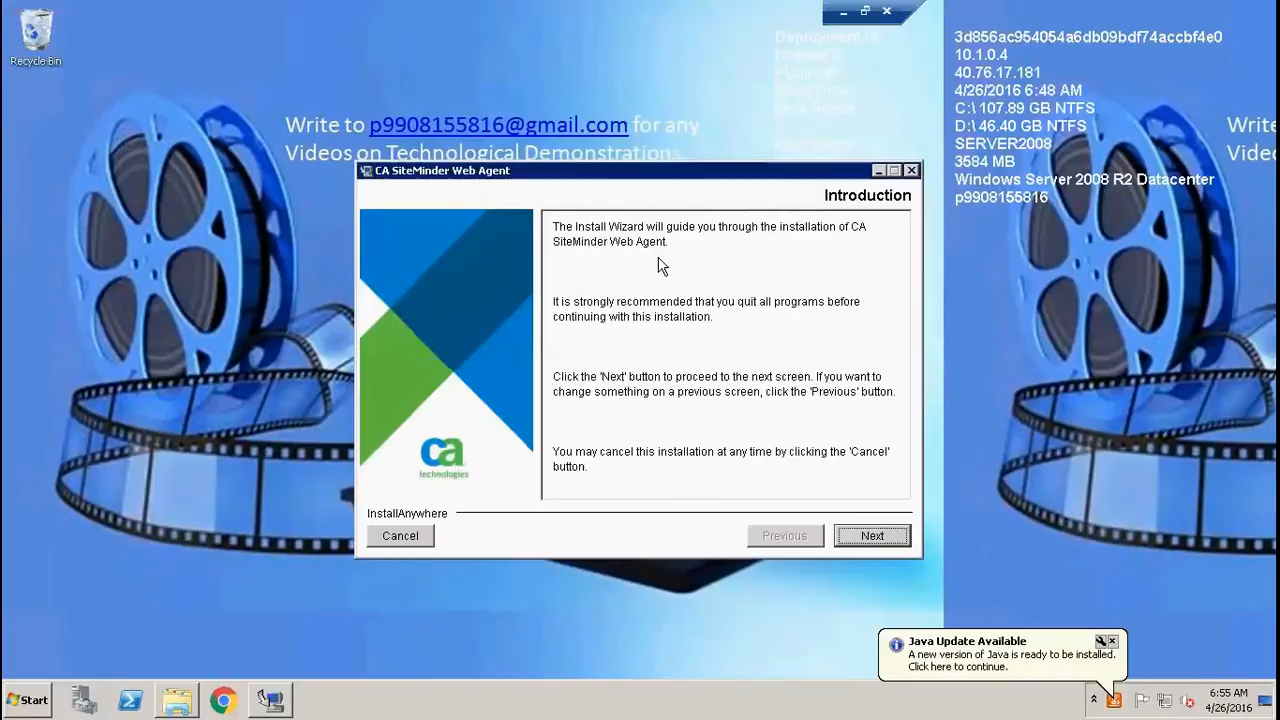 Recycle Bin
Write to p9908155816@gmail.com for any
Videos on Technological Demonstrations.
3d856ac954054a6db09bdf74accbf4e0
10.1.0.4
40.76.17.181
4/26/2016 6:48 AM
C:\ 107.89 GB NTFS
D:\ 46.40 GB NTFS
SERVER2008
3584 MB
Windows Server 2008 R2 Datacenter
p9908155816
Write
Vide
CA SiteMinder Web Agent
Introduction
The Install Wizard will guide you through the installation of CA
SiteMinder Web Agent.
It is strongly recommended that you quit all programs before
continuing with this installation.
Click the 'Next' button to proceed to the next screen. If you want to
change something on a previous screen, click the 'Previous' button.
You may cancel this installation at any time by clicking the 'Cancel'
button.
ca
technologies
InstallAnywhere
Cancel
Previous
Next
Java Update Available
A new version of Java is ready to be installed.
Click here to continue.
Start
6:55 AM
4/26/2016